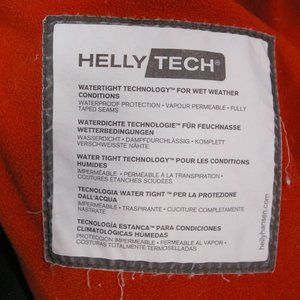 HELLY TECH®
WATERTIGHT TECHNOLOGY™ FOR WET WEATHER
CONDITIONS
WATERPROOF PROTECTION • VAPOUR PERMEABLE • FULLY
TAPED SEAMS
WATERDICHTE TECHNOLOGIE™ FÜR FEUCHNASSE
WETTERBEDINGUNGEN
WASSERDICHT • DAMPFDURCHLÄSSIG • KOMPLETT
VERSCHWEISSTE NÄHTE
WATER TIGHT TECHNOLOGY™ POUR LES CONDITIONS
HUMIDES
IMPERMÉABLE • PERMÉABLE À LA TRANSPIRATION •
COUTURES ÉTANCHES SOUDÉES
TECNOLOGIA WATER TIGHT™ PER LA PROTEZIONE
DALL'ACQUA
IMPERMEABILE • TRASPIRANTE • CUCITURE COMPLETAMENTE
NASTRATE
TECNOLOGÍA ESTANCA™ PARA CONDICIONES
CLIMATOLOGICAS HÚMEDAS
PROTECCIÓN IMPERMEABLE • PERMEABLE AL VAPOR •
COSTURAS TOTALMENTE TERMOSELLADAS
hellyhansen.com